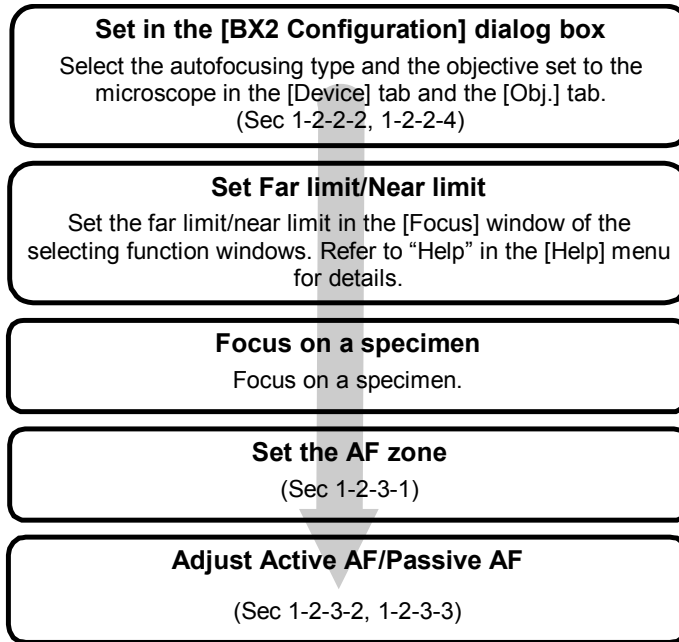 Set in the [BX2 Configuration] dialog box
Select the autofocusing type and the objective set to the
microscope in the [Device] tab and the [Obj.] tab.
(Sec 1-2-2-2, 1-2-2-4)
Set Far limit/Near limit
Set the far limit/near limit in the [Focus] window of the
selecting function windows. Refer to “Help” in the [Help] menu
for details.
Focus on a specimen
Focus on a specimen.
Set the AF zone
(Sec 1-2-3-1)
Adjust Active AF/Passive AF
(Sec 1-2-3-2, 1-2-3-3)